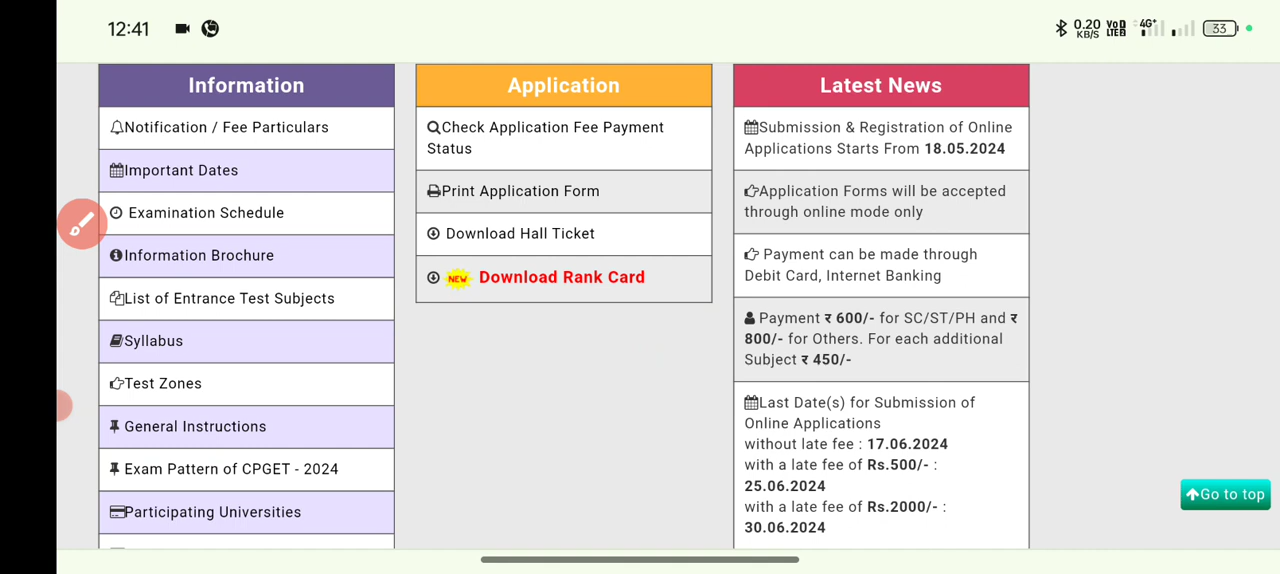 12:41
0.20
KB/S
VoD
LTE2
4G+
33
Information
Notification / Fee Particulars
Important Dates
Examination Schedule
Information Brochure
List of Entrance Test Subjects
Syllabus
Test Zones
General Instructions
Exam Pattern of CPGET - 2024
Participating Universities
Application
Check Application Fee Payment
Status
Print Application Form
Download Hall Ticket
NEW Download Rank Card
Latest News
Submission & Registration of Online
Applications Starts From 18.05.2024
Application Forms will be accepted
through online mode only
Payment can be made through
Debit Card, Internet Banking
Payment ₹ 600/- for SC/ST/PH and ₹
800/- for Others. For each additional
Subject ₹ 450/-
Last Date(s) for Submission of
Online Applications
without late fee : 17.06.2024
with a late fee of Rs.500/- :
25.06.2024
with a late fee of Rs.2000/- :
30.06.2024
Go to top